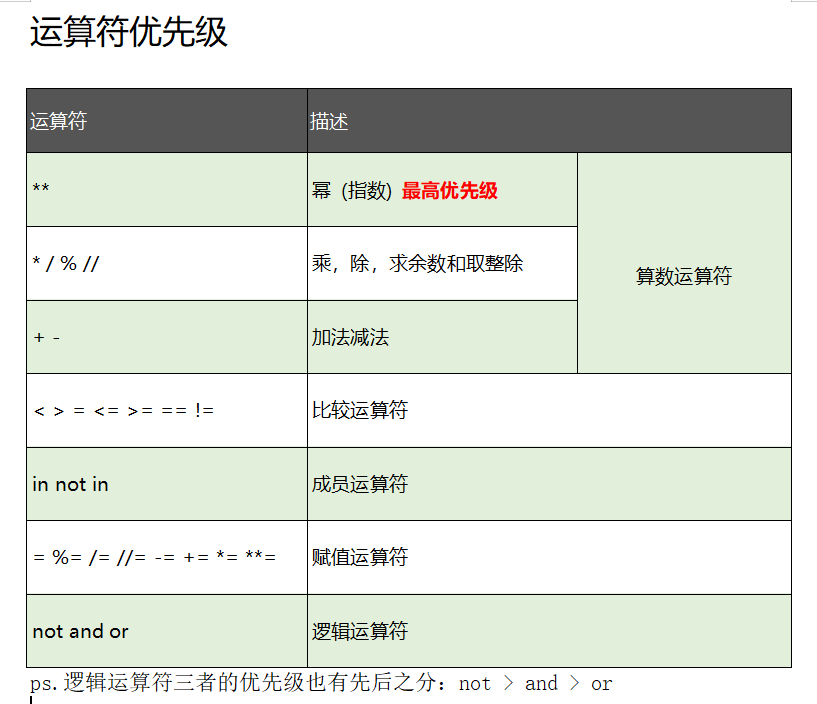 运算符优先级
运算符 描述
** 幂（指数）最高优先级
* / % // 乘，除，求余数和取整除
算数运算符
+ - 加法减法
< > = <= >= == != 比较运算符
in not in 成员运算符
= %= /= //= -= += *= **= 赋值运算符
not and or 逻辑运算符
ps.逻辑运算符三者的优先级也有先后之分：not > and > or